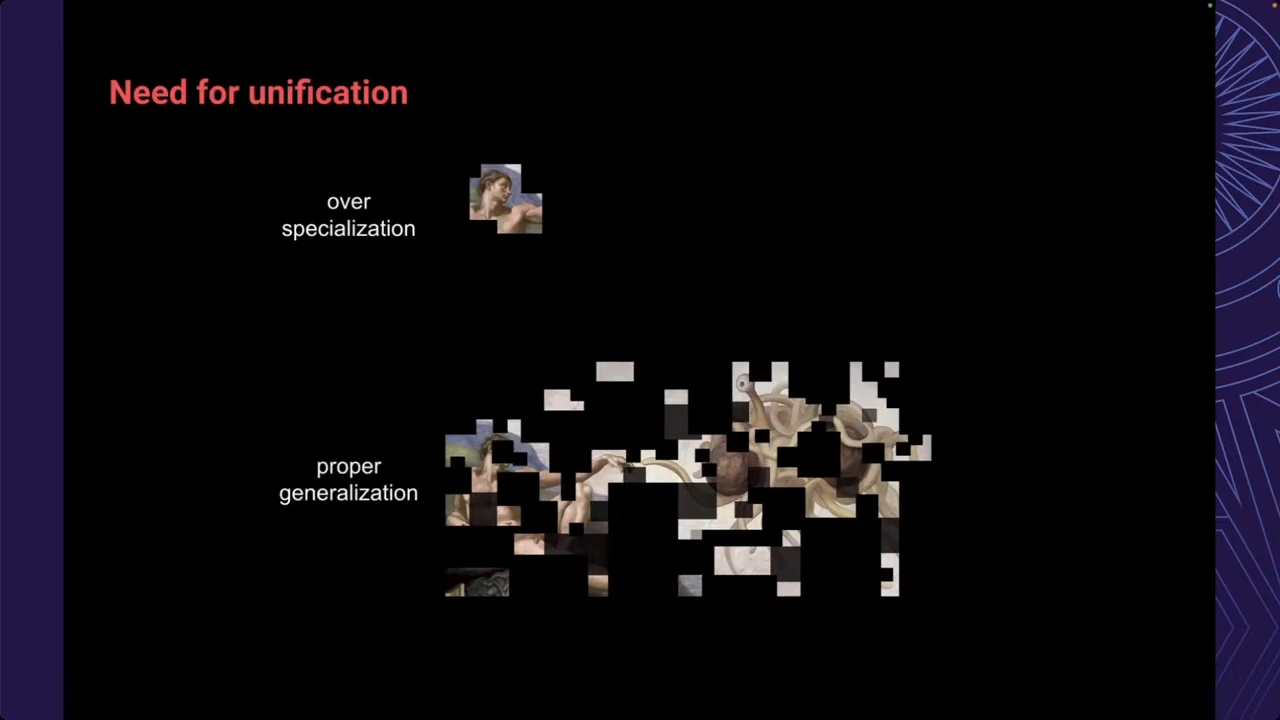 Need for unification
over
specialization
proper
generalization